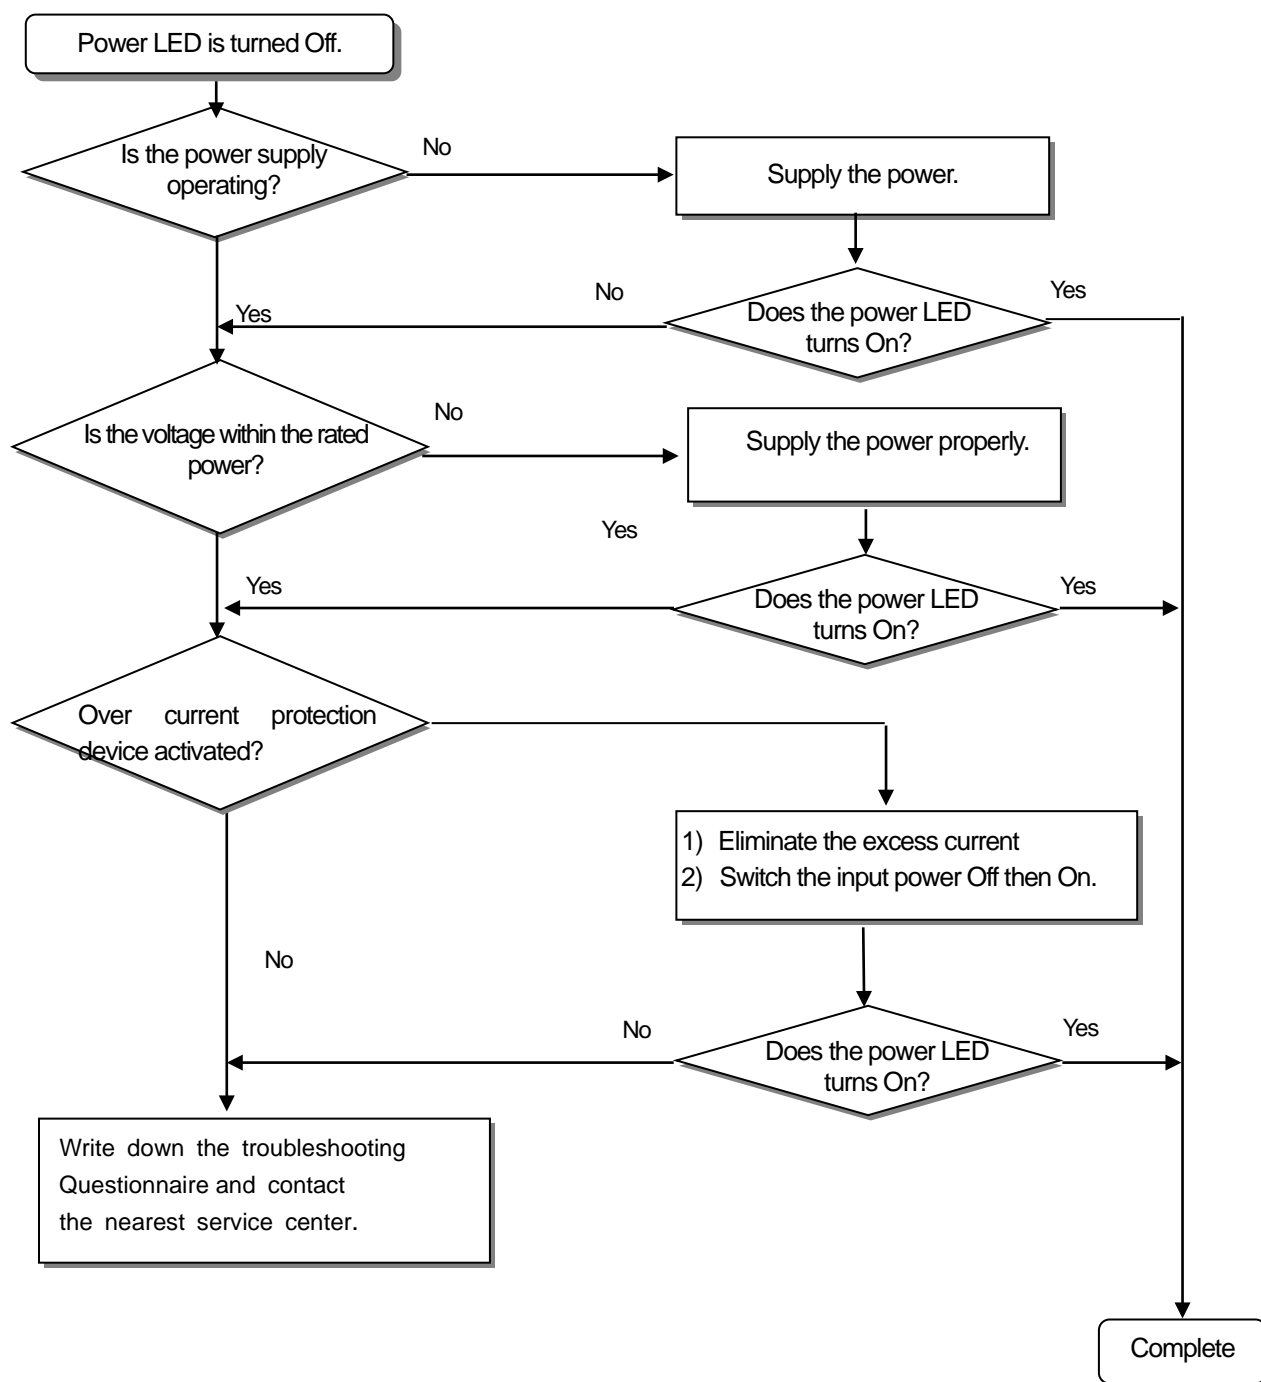 Power LED is turned Off.
Is the power supply
operating?
No
Supply the power.
Yes
No
Does the power LED
turns On?
Yes
Is the voltage within the rated
power?
No
Supply the power properly.
Yes
Yes
Does the power LED
turns On?
Yes
Over current protection
device activated?
1) Eliminate the excess current
2) Switch the input power Off then On.
No
No
Does the power LED
turns On?
Yes
Write down the troubleshooting
Questionnaire and contact
the nearest service center.
Complete